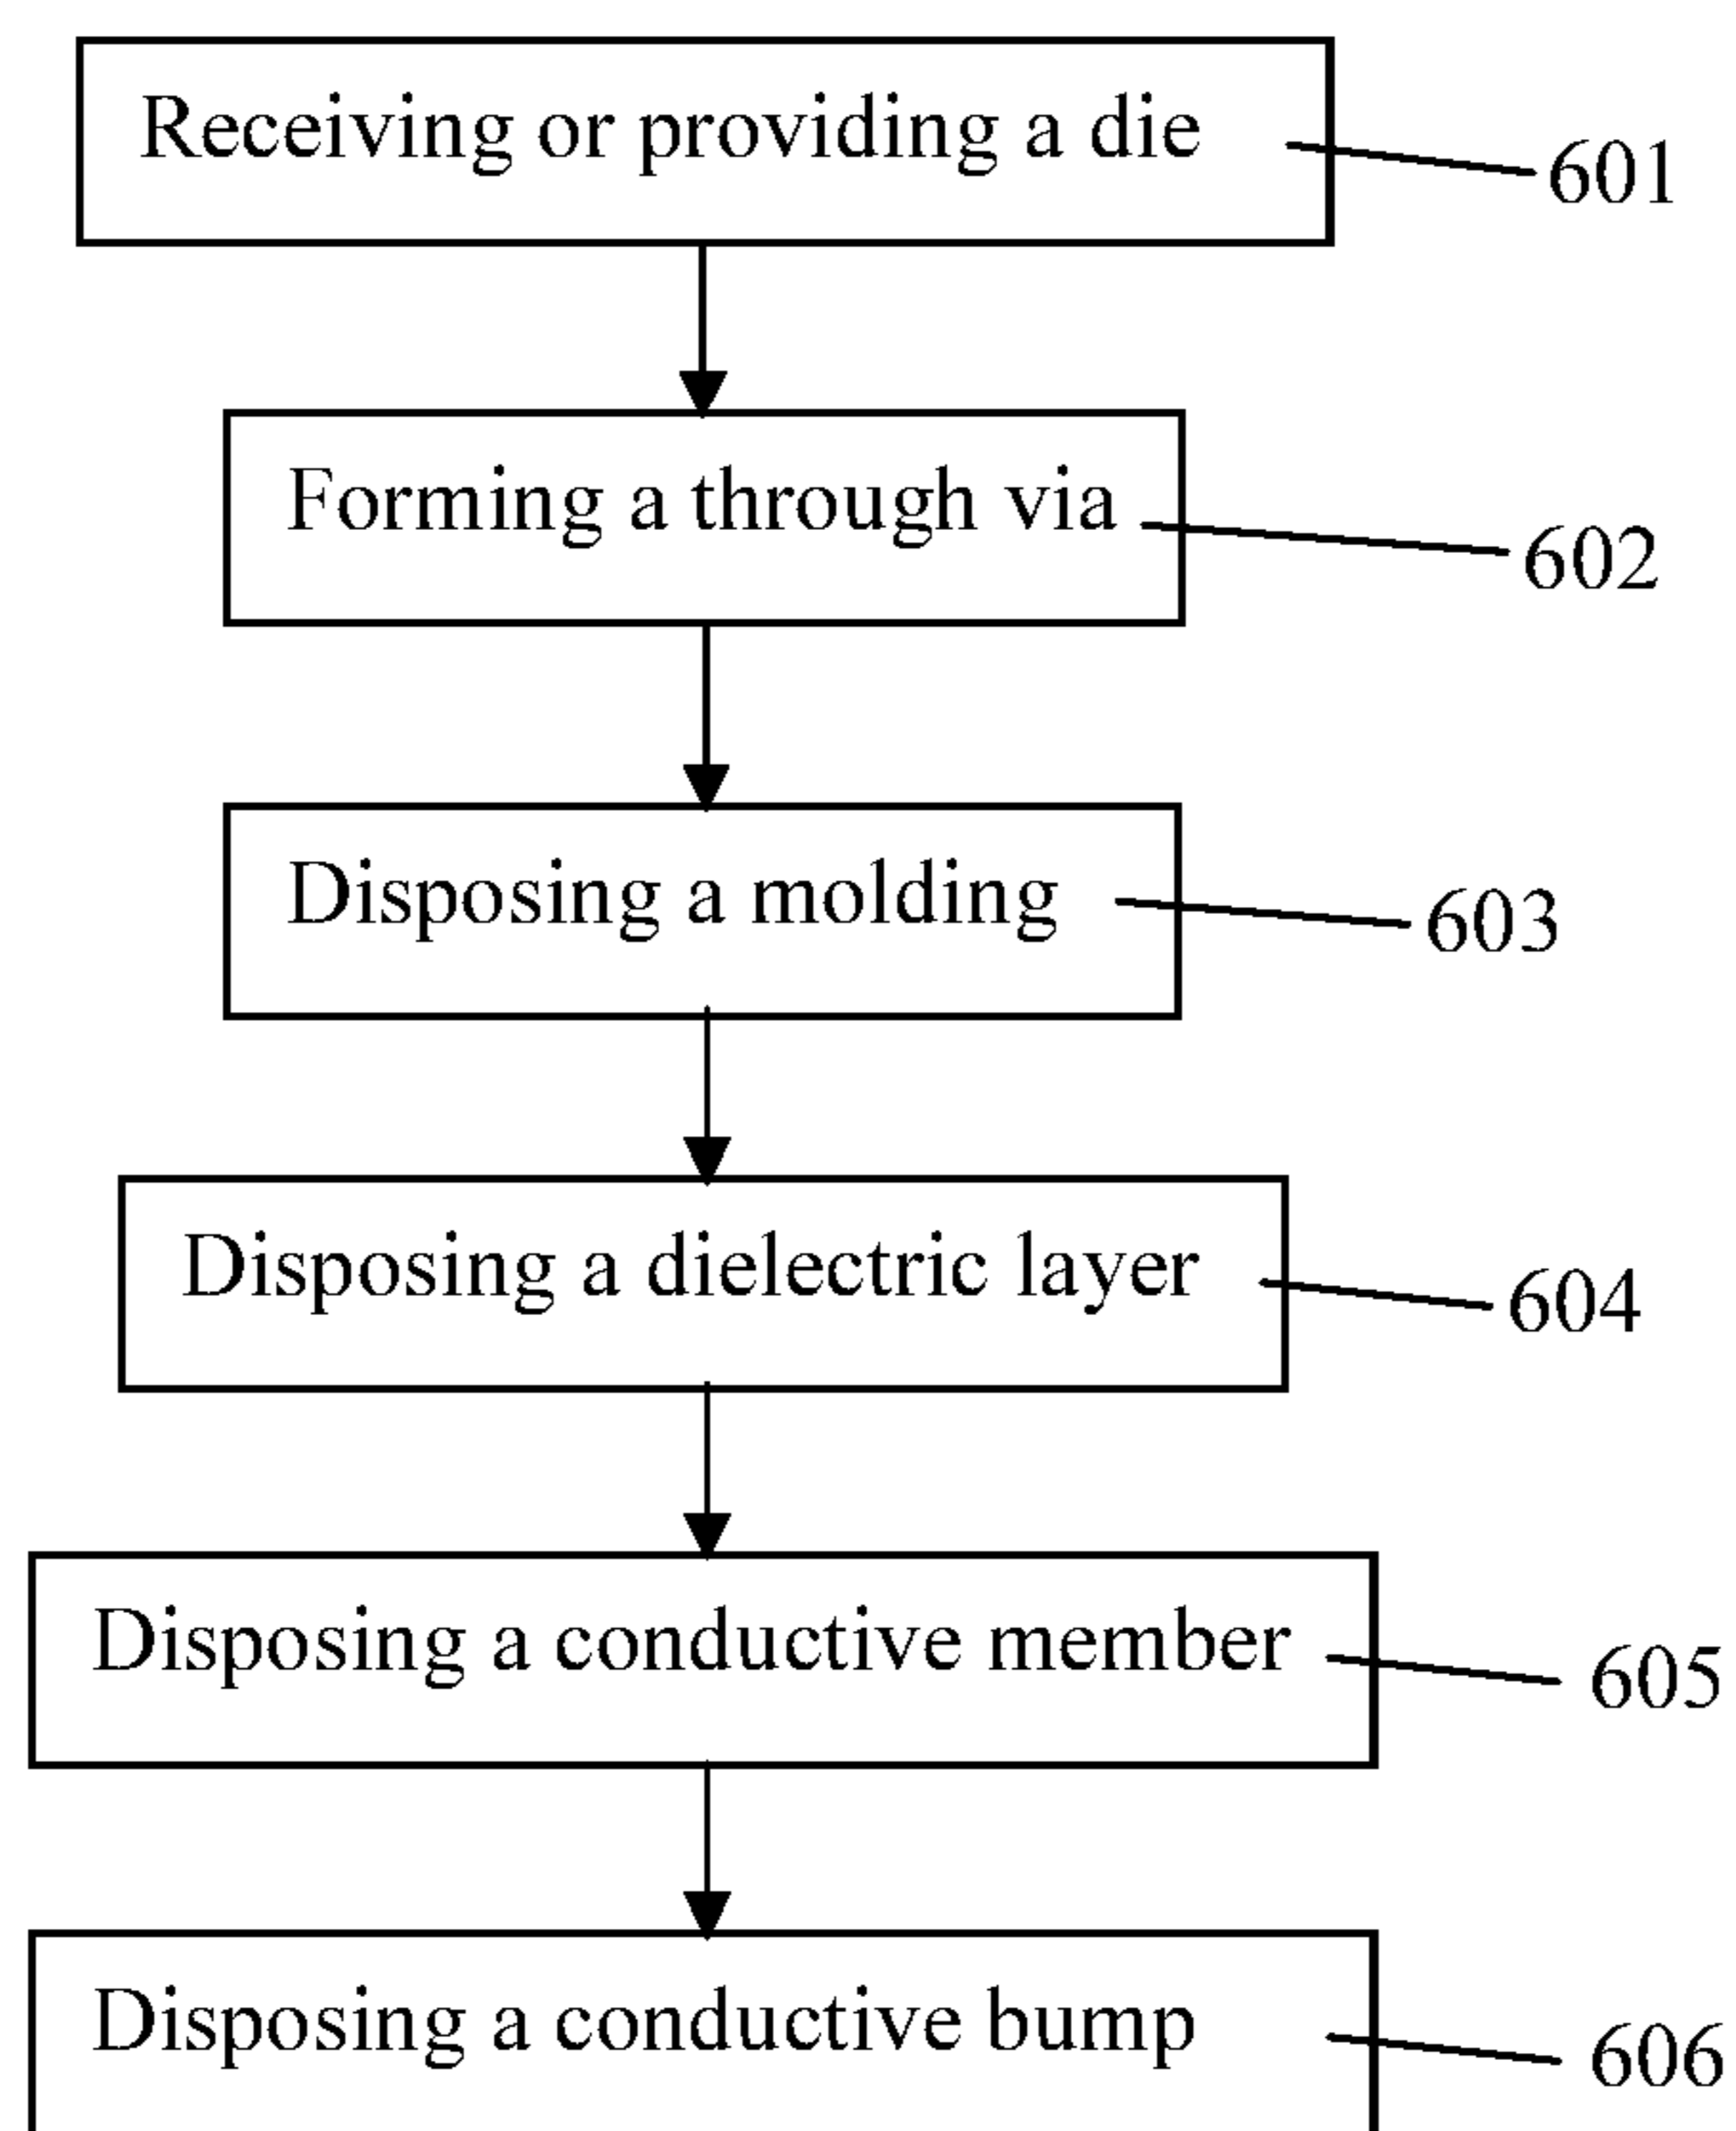 Receiving or providing a die
601
Forming a through via
602
Disposing a molding
603
Disposing a dielectric layer
604
Disposing a conductive member
605
Disposing a conductive bump
606